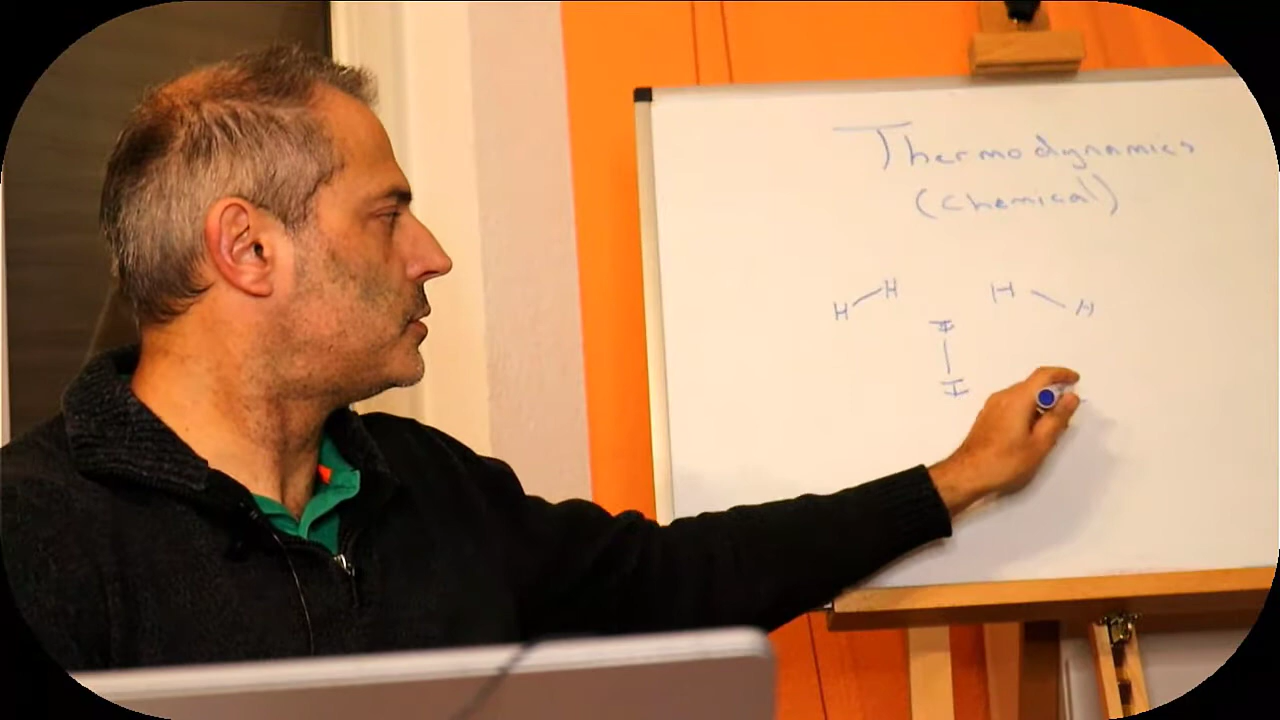 Thermodynamics
(Chemical)
H H H H
I
I